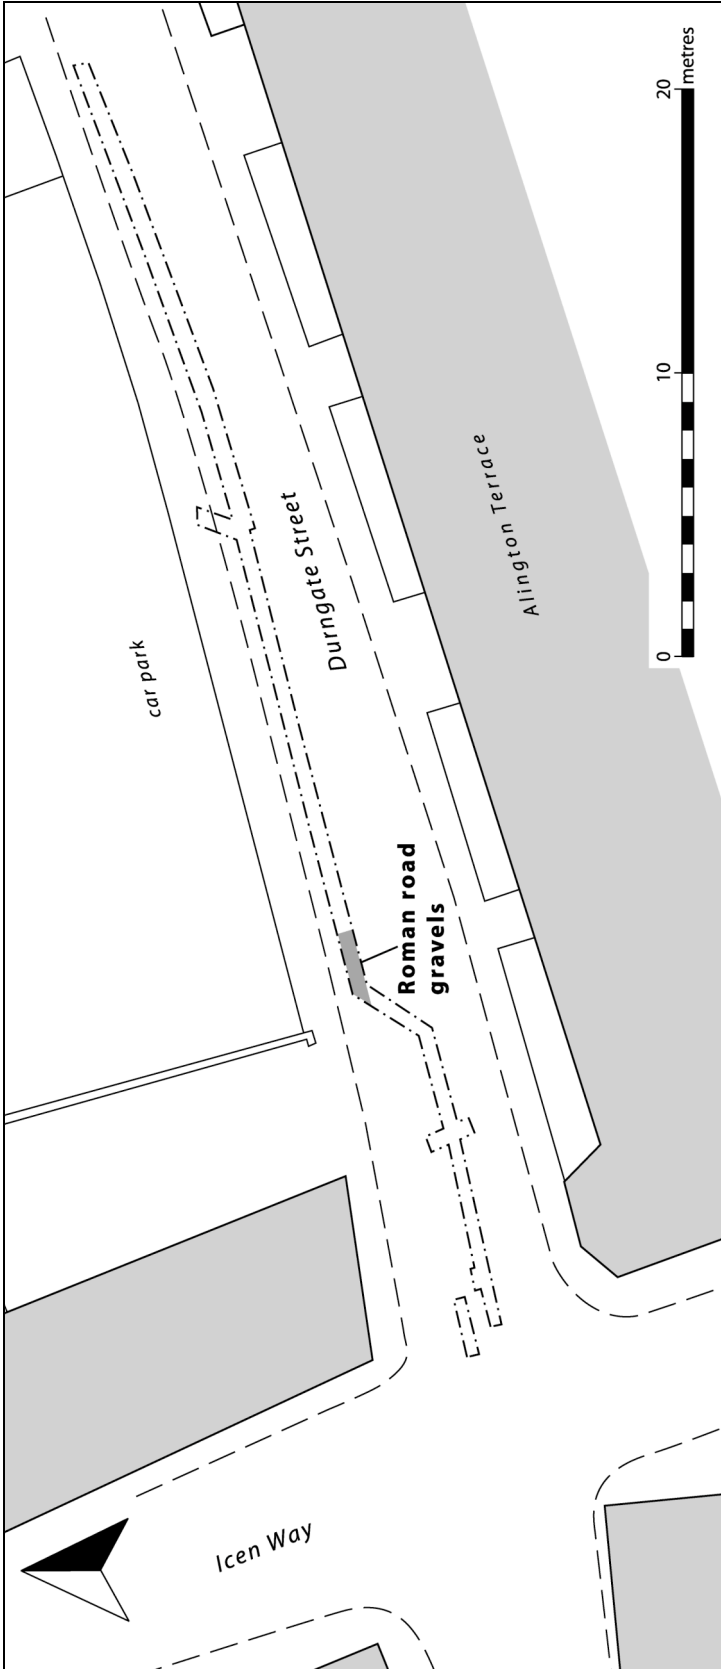 car park
Durngate Street
Alington Terrace
Roman road
gravels
Icen Way
0
10
20
metres